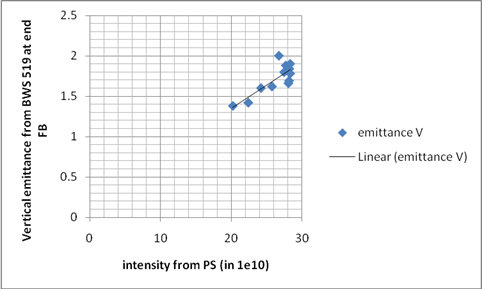 Vertical emittance from BWS 519 at end
FB
2.5
2
1.5
1
0.5
0
0
10
20
30
intensity from PS (in 1e10)
emittance V
Linear (emittance V)